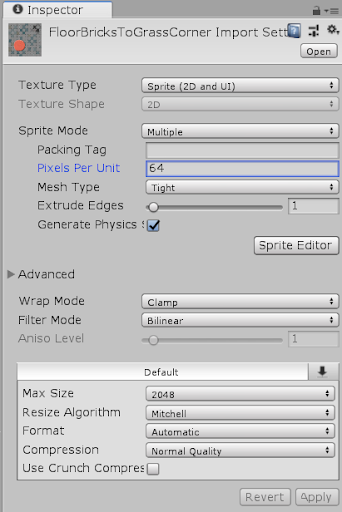 Inspector
FloorBricksToGrassCorner Import Sett
Open
Texture Type Sprite (2D and UI)
Texture Shape 2D
Sprite Mode Multiple
Packing Tag
Pixels Per Unit 64
Mesh Type Tight
Extrude Edges 1
Generate Physics S
Sprite Editor
Advanced
Wrap Mode Clamp
Filter Mode Bilinear
Aniso Level 1
Default
Max Size 2048
Resize Algorithm Mitchell
Format Automatic
Compression Normal Quality
Use Crunch Compres
Revert Apply